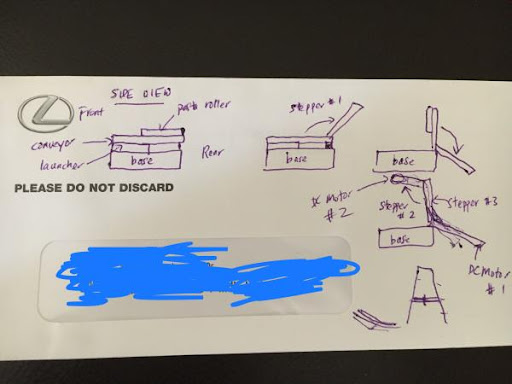 SIDE VIEW
Front
parts roller
conveyor
launcher
base
Rear
PLEASE DO NOT DISCARD
stepper #1
base
base
DC Motor
#2
stepper
#2
stepper #3
base
DC Motor
#1